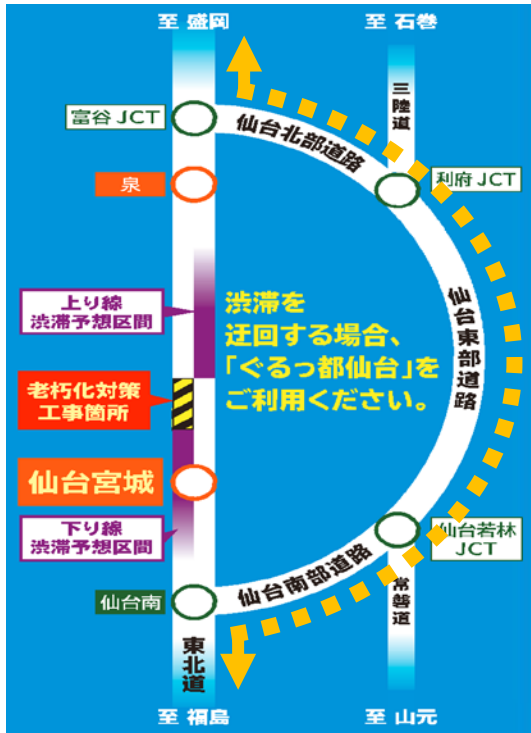 至 盛岡
至 石巻
三陸道
富谷 JCT
仙台北部道路
泉
利府 JCT
上り線
渋滞予想区間
渋滞を
迂回する場合、
「ぐるっ都仙台」を
ご利用ください。
仙台東部道路
老朽化対策
工事箇所
仙台宮城
下り線
渋滞予想区間
仙台若林
JCT
仙台南部道路
仙台南
常磐道
東北道
至 福島
至 山元